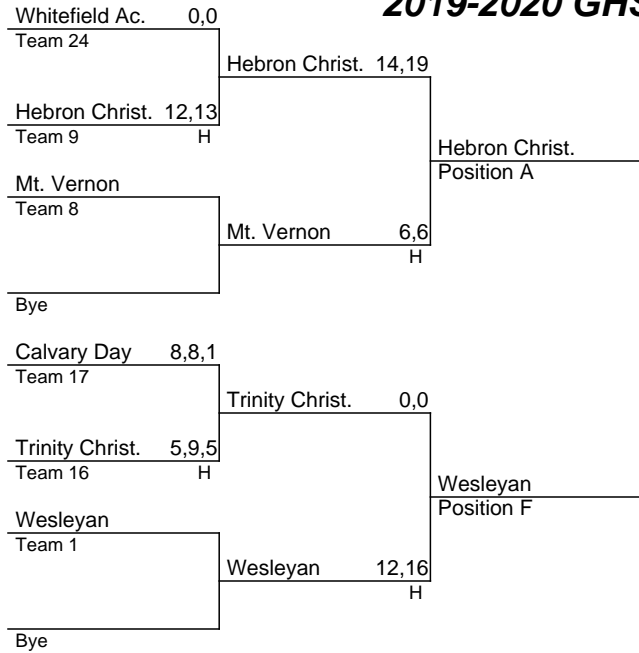 2019-2020 GHS
Whitefield Ac. 0,0
Team 24
Hebron Christ. 14,19
Hebron Christ. 12,13
Team 9 H
Hebron Christ.
Position A
Mt. Vernon
Team 8
Mt. Vernon 6,6
H
Bye
Calvary Day 8,8,1
Team 17
Trinity Christ. 0,0
Trinity Christ. 5,9,5
Team 16 H
Wesleyan
Position F
Wesleyan
Team 1
Wesleyan 12,16
H
Bye